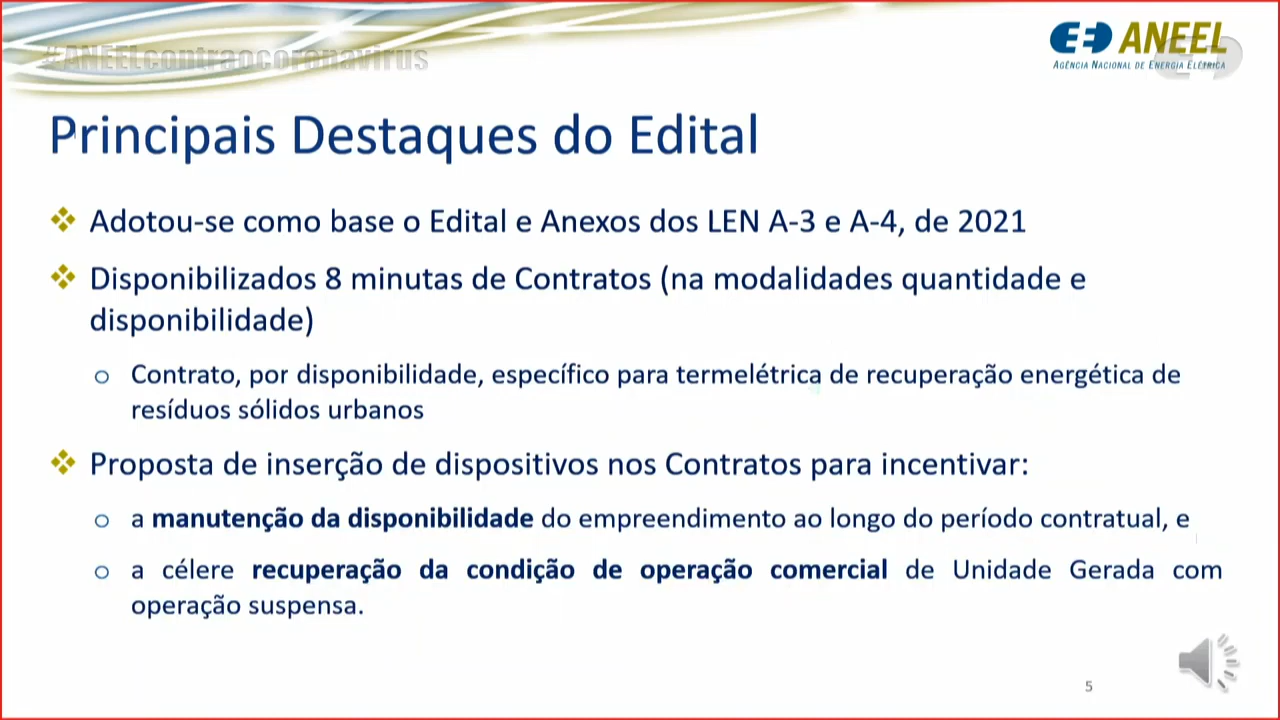 #ANEELcontraocoronavirus
ANEEL
AGÊNCIA NACIONAL DE ENERGIA ELÉTRICA
Principais Destaques do Edital
Adotou-se como base o Edital e Anexos dos LEN A-3 e A-4, de 2021
Disponibilizados 8 minutas de Contratos (na modalidades quantidade e
disponibilidade)
Contrato, por disponibilidade, específico para termelétrica de recuperação energética de
resíduos sólidos urbanos
Proposta de inserção de dispositivos nos Contratos para incentivar:
a manutenção da disponibilidade do empreendimento ao longo do período contratual, e
a célere recuperação da condição de operação comercial de Unidade Gerada com
operação suspensa.
5